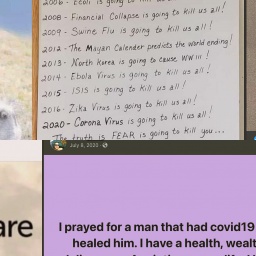 2006 - Ecoli is going to kill us all!
2008 - Financial Collapse is going to kill us all!
2009 - Swine Flu is going to kill us all!
2012 - The Mayan Calender predicts the world ending!
2013 - North Korea is going to cause WW III!
2014 - Ebola Virus is going to kill us all!
2015 - ISIS is going to kill us all!
2016 - Zika Virus is going to kill us all!
2020 - Corona Virus is going to kill us all!
The truth is FEAR is going to kill you...
July 8, 2020
are
I prayed for a man that had covid19
healed him. I have a health, wealt